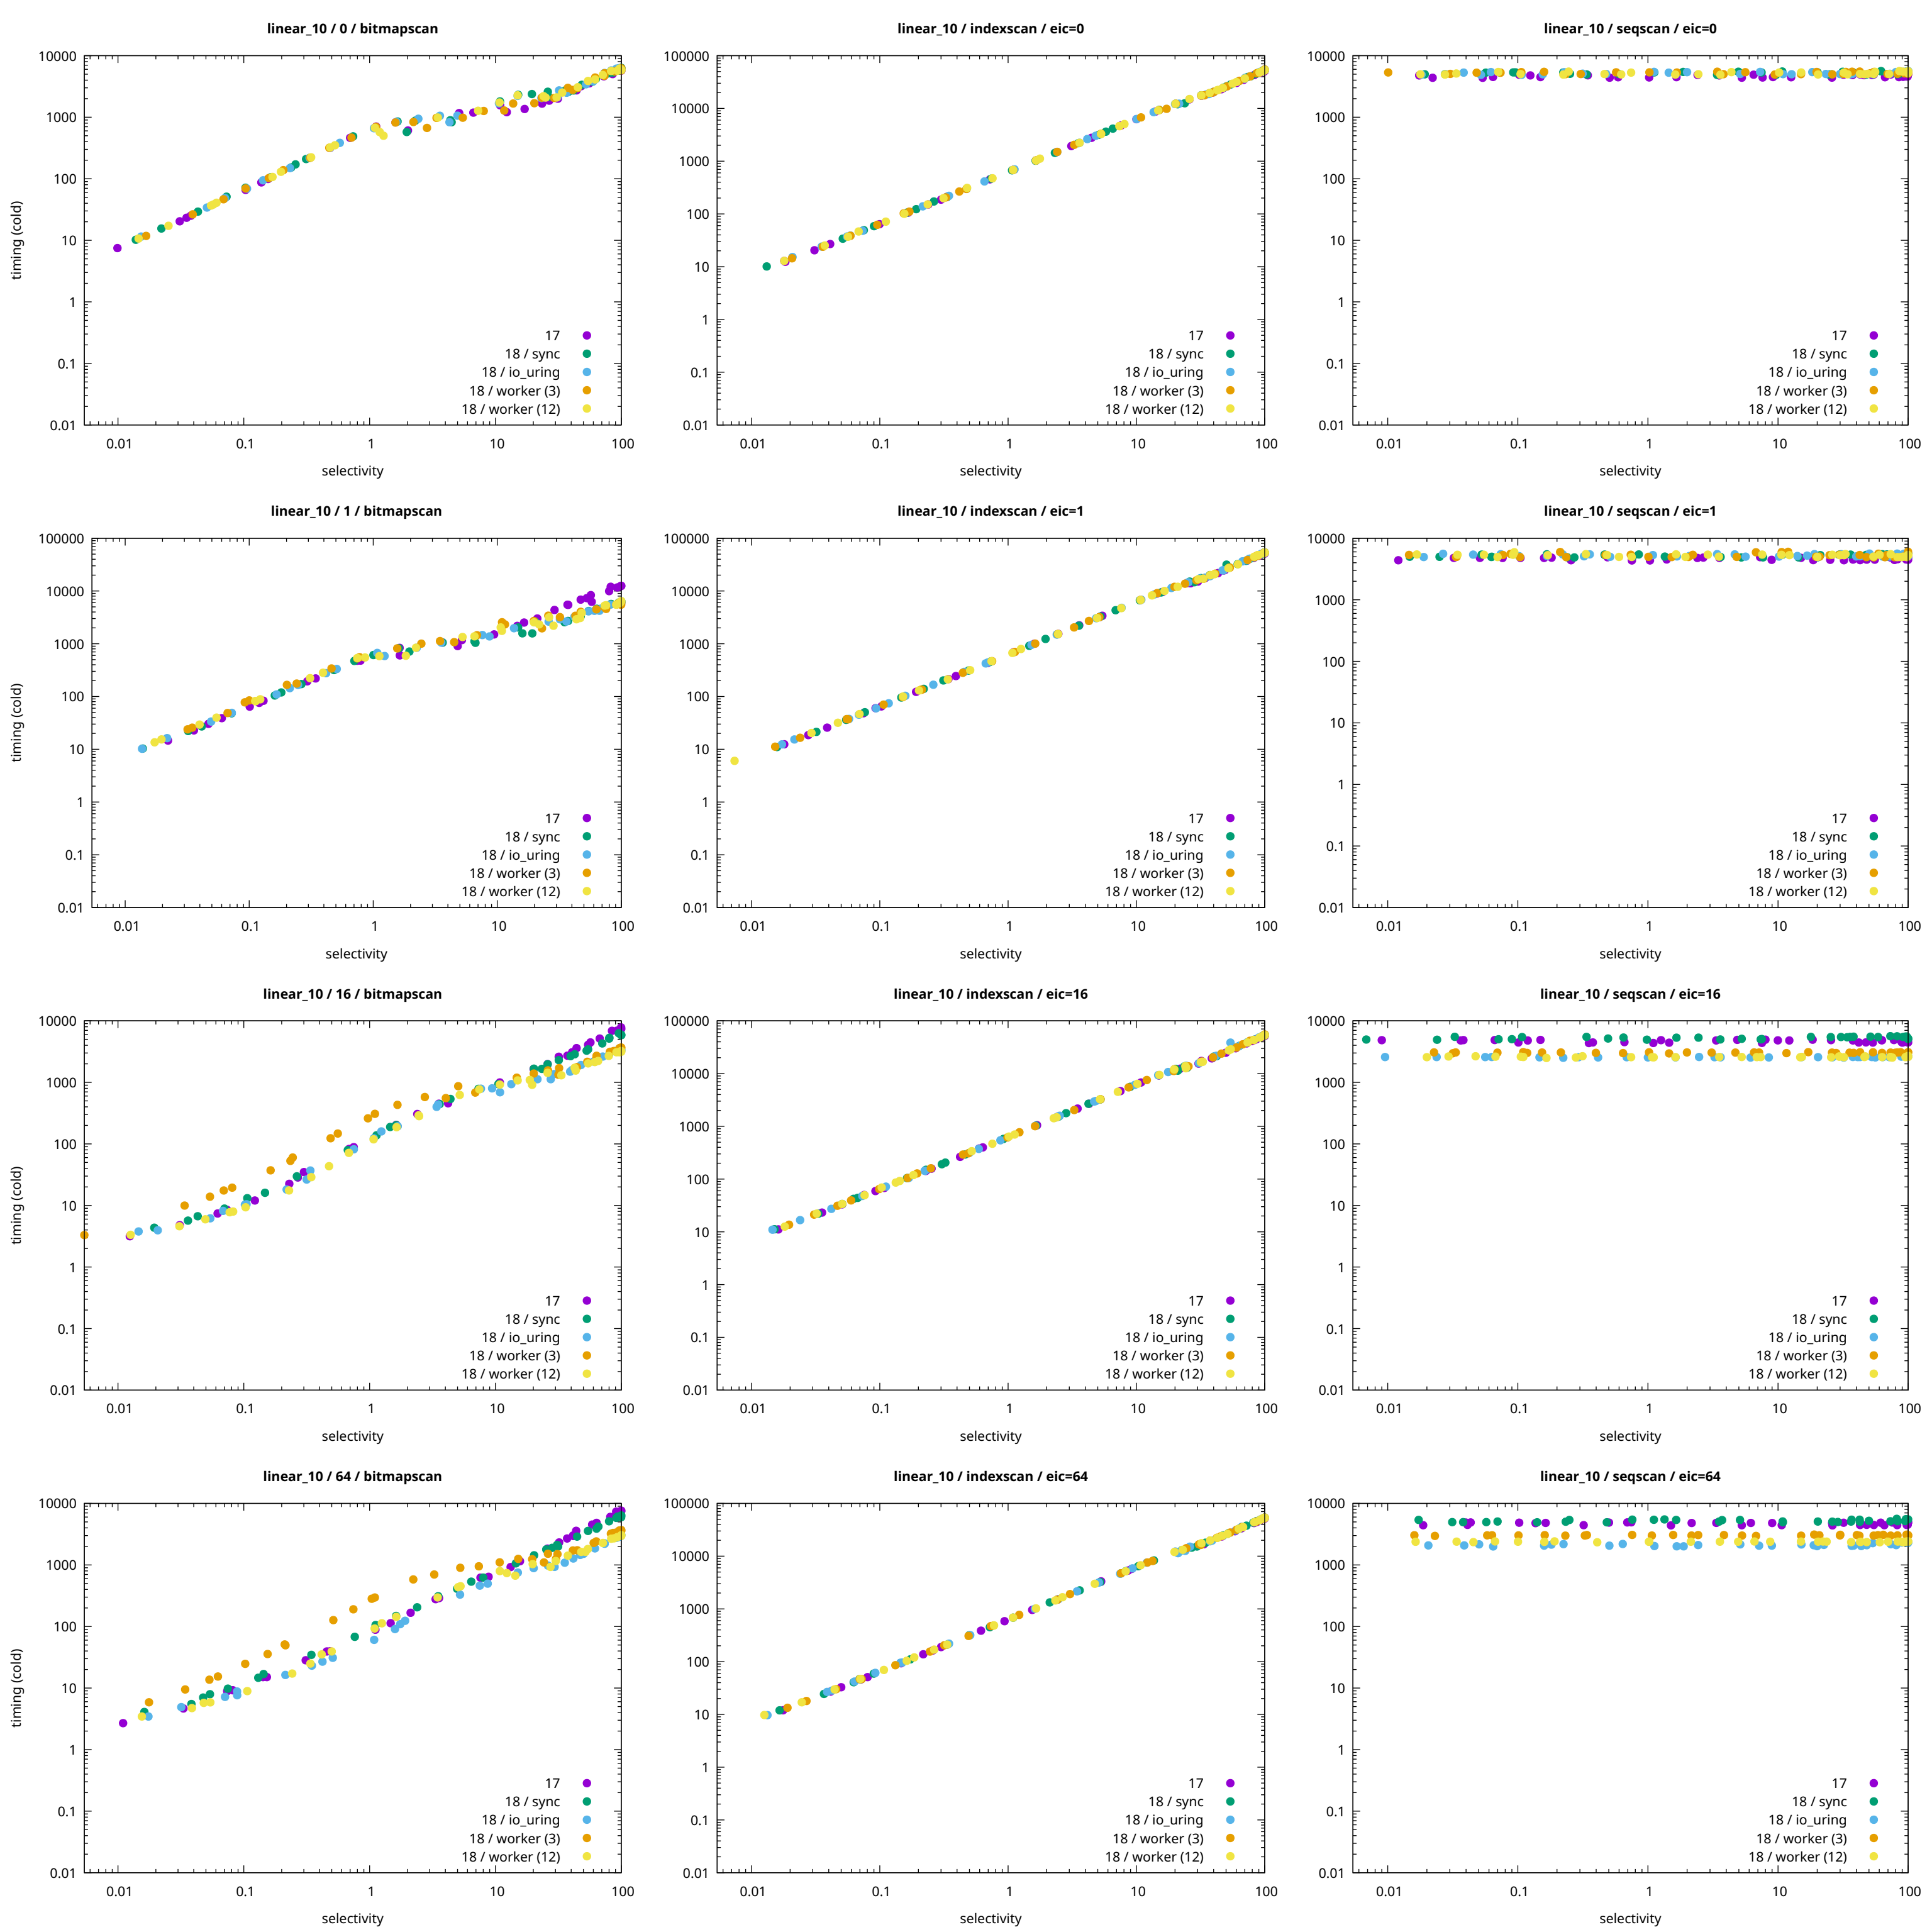 linear_10 / 0 / bitmapscan
timing (cold)
10000
1000
100
10
1
0.1
0.01
17
18 / sync
18 / io_uring
18 / worker (3)
18 / worker (12)
0.01 0.1 1 10 100
selectivity
linear_10 / indexscan / eic=0
100000
10000
1000
100
10
1
0.1
0.01
17
18 / sync
18 / io_uring
18 / worker (3)
18 / worker (12)
0.01 0.1 1 10 100
selectivity
linear_10 / seqscan / eic=0
10000
1000
100
10
1
0.1
0.01
17
18 / sync
18 / io_uring
18 / worker (3)
18 / worker (12)
0.01 0.1 1 10 100
selectivity
linear_10 / 1 / bitmapscan
timing (cold)
100000
10000
1000
100
10
1
0.1
0.01
17
18 / sync
18 / io_uring
18 / worker (3)
18 / worker (12)
0.01 0.1 1 10 100
selectivity
linear_10 / indexscan / eic=1
100000
10000
1000
100
10
1
0.1
0.01
17
18 / sync
18 / io_uring
18 / worker (3)
18 / worker (12)
0.01 0.1 1 10 100
selectivity
linear_10 / seqscan / eic=1
10000
1000
100
10
1
0.1
0.01
17
18 / sync
18 / io_uring
18 / worker (3)
18 / worker (12)
0.01 0.1 1 10 100
selectivity
linear_10 / 16 / bitmapscan
timing (cold)
10000
1000
100
10
1
0.1
0.01
17
18 / sync
18 / io_uring
18 / worker (3)
18 / worker (12)
0.01 0.1 1 10 100
selectivity
linear_10 / indexscan / eic=16
100000
10000
1000
100
10
1
0.1
0.01
17
18 / sync
18 / io_uring
18 / worker (3)
18 / worker (12)
0.01 0.1 1 10 100
selectivity
linear_10 / seqscan / eic=16
10000
1000
100
10
1
0.1
0.01
17
18 / sync
18 / io_uring
18 / worker (3)
18 / worker (12)
0.01 0.1 1 10 100
selectivity
linear_10 / 64 / bitmapscan
timing (cold)
10000
1000
100
10
1
0.1
0.01
17
18 / sync
18 / io_uring
18 / worker (3)
18 / worker (12)
0.01 0.1 1 10 100
selectivity
linear_10 / indexscan / eic=64
100000
10000
1000
100
10
1
0.1
0.01
17
18 / sync
18 / io_uring
18 / worker (3)
18 / worker (12)
0.01 0.1 1 10 100
selectivity
linear_10 / seqscan / eic=64
10000
1000
100
10
1
0.1
0.01
17
18 / sync
18 / io_uring
18 / worker (3)
18 / worker (12)
0.01 0.1 1 10 100
selectivity